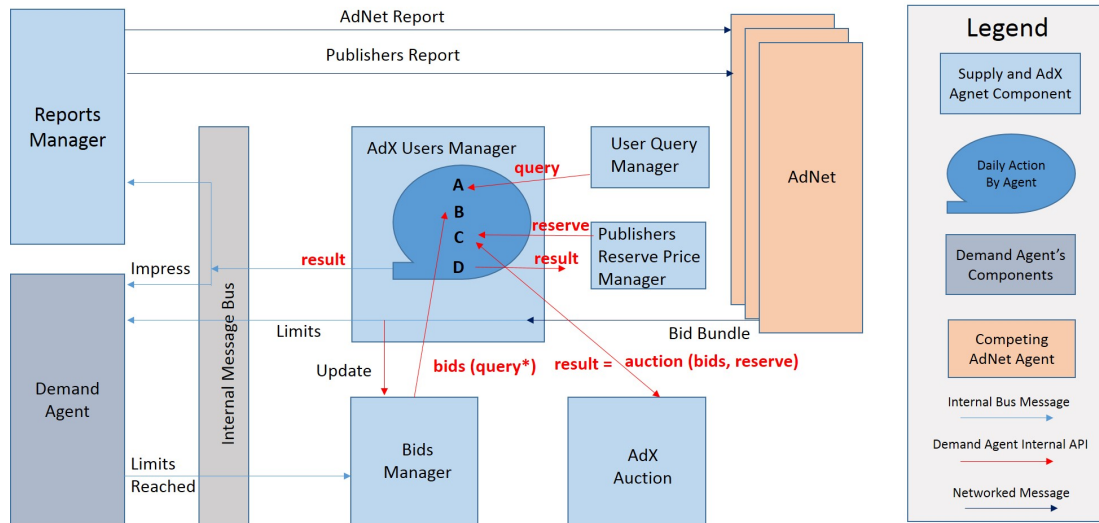 AdNet Report
Publishers Report
Reports
Manager
AdX Users Manager
User Query
Manager
query
A
B
C
D
reserve
result
Publishers
Reserve Price
Manager
AdNet
result
Impress
Internal Message Bus
Limits
Bid Bundle
Update
bids (query*)
result =
auction (bids, reserve)
Demand
Agent
Limits
Reached
Bids
Manager
AdX
Auction
Legend
Supply and AdX
Agnet Component
Daily Action
By Agent
Demand Agent's
Components
Competing
AdNet Agent
Internal Bus Message
Demand Agent Internal API
Networked Message